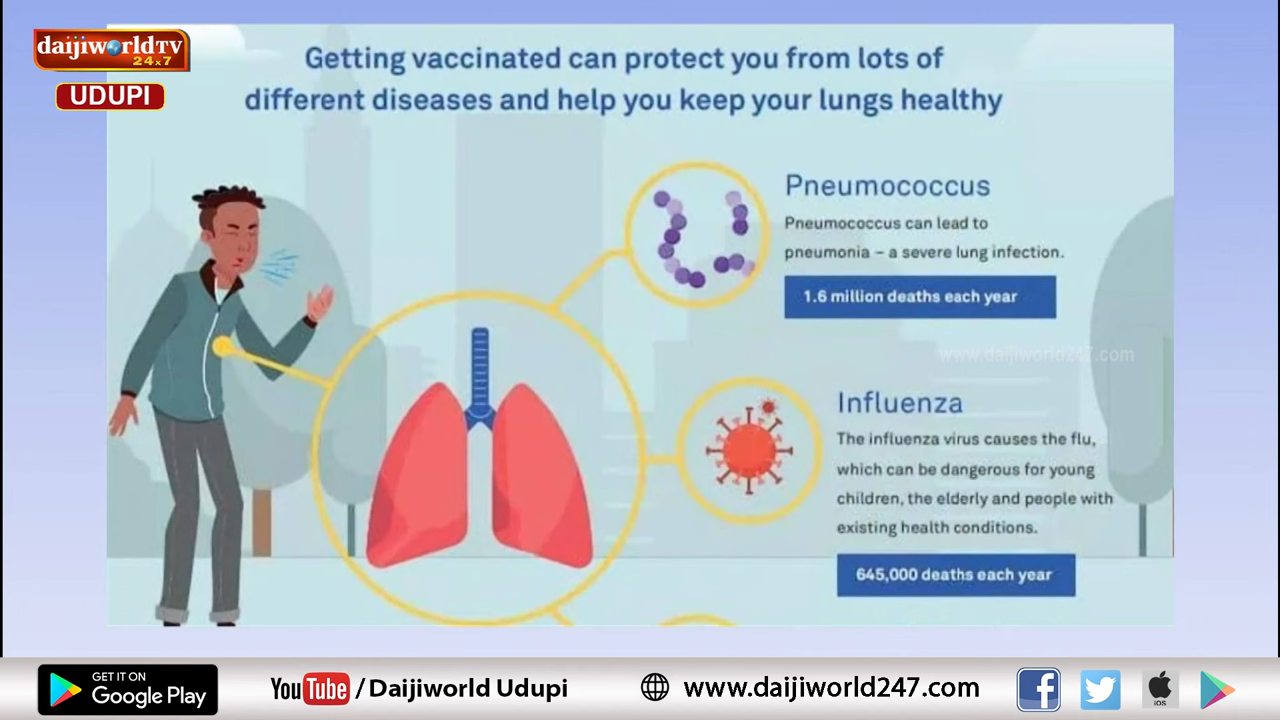 daijiworldTV
24x7
UDUPI
Getting vaccinated can protect you from lots of
different diseases and help you keep your lungs healthy
Pneumococcus
Pneumococcus can lead to
pneumonia – a severe lung infection.
1.6 million deaths each year
www.daijiworld247.com
Influenza
The influenza virus causes the flu,
which can be dangerous for young
children, the elderly and people with
existing health conditions.
645,000 deaths each year
GET IT ON
Google Play
YouTube / Daijiworld Udupi
www.daijiworld247.com
iOS